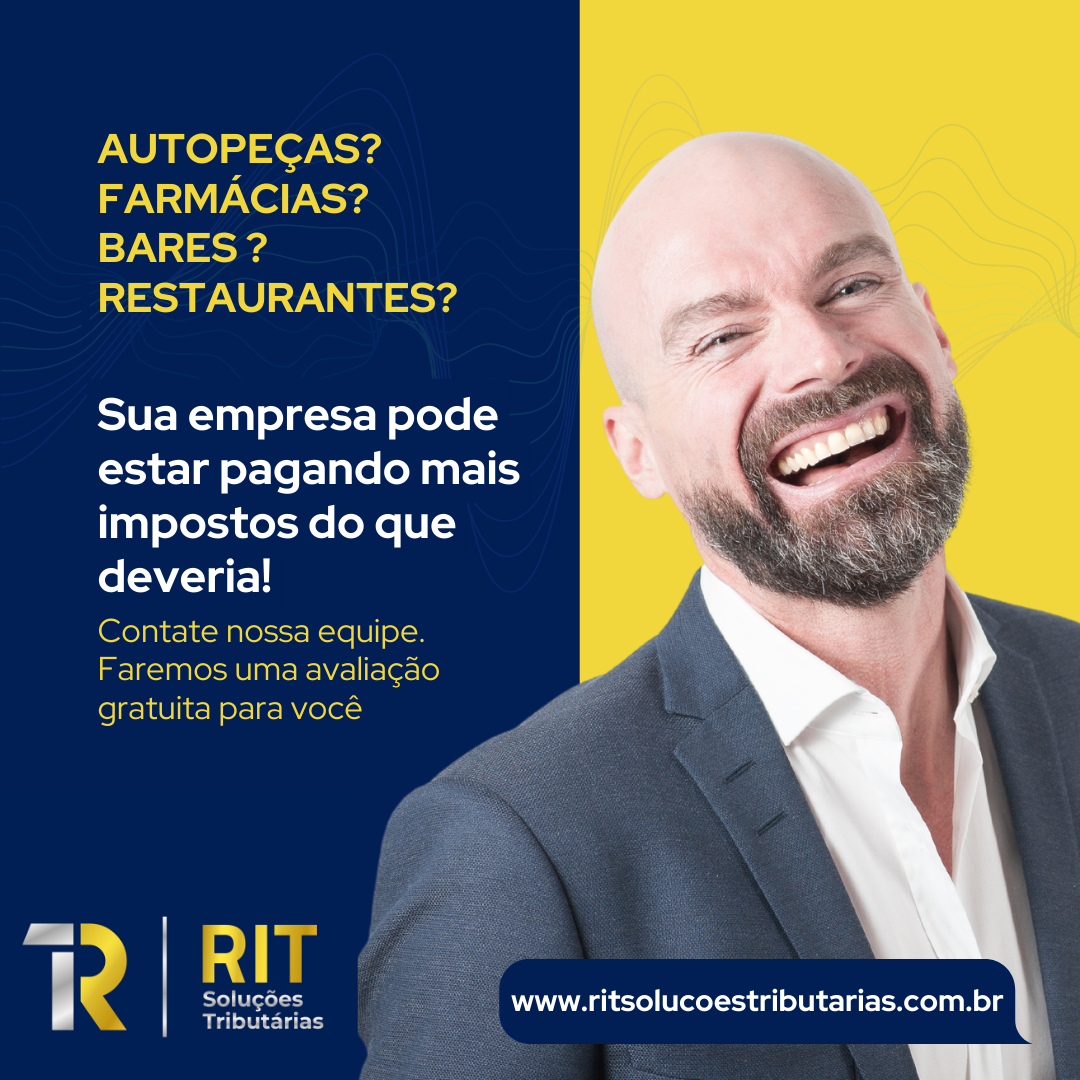 AUTOPEÇAS?
FARMÁCIAS?
BARES ?
RESTAURANTES?
Sua empresa pode
estar pagando mais
impostos do que
deveria!
Contate nossa equipe.
Faremos uma avaliação
gratuita para você
TR
RIT
Soluções
Tributárias
www.ritsolucoestributarias.com.br